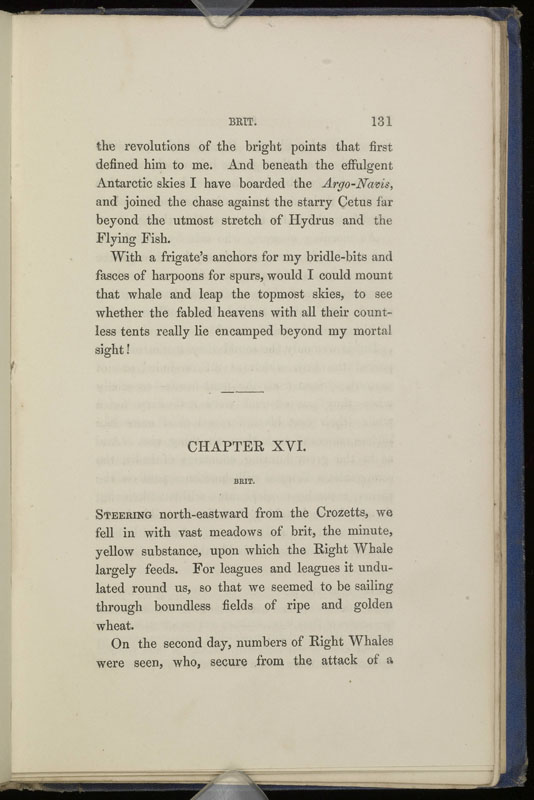 BRIT. 131
the revolutions of the bright points that first
defined him to me. And beneath the effulgent
Antarctic skies I have boarded the Argo-Navis,
and joined the chase against the starry Cetus far
beyond the utmost stretch of Hydrus and the
Flying Fish.
With a frigate's anchors for my bridle-bits and
fasces of harpoons for spurs, would I could mount
that whale and leap the topmost skies, to see
whether the fabled heavens with all their count-
less tents really lie encamped beyond my mortal
sight!
CHAPTER XVI.
BRIT.
STEERING north-eastward from the Crozetts, we
fell in with vast meadows of brit, the minute,
yellow substance, upon which the Right Whale
largely feeds. For leagues and leagues it undu-
lated round us, so that we seemed to be sailing
through boundless fields of ripe and golden
wheat.
On the second day, numbers of Right Whales
were seen, who, secure from the attack of a